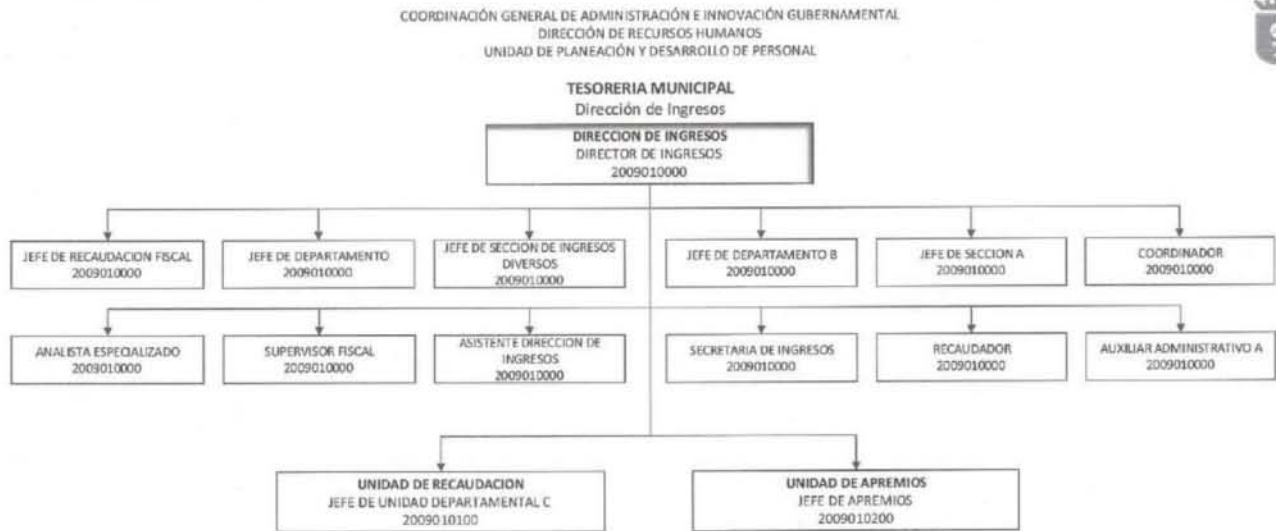 COORDINACIÓN GENERAL DE ADMINISTRACIÓN E INNOVACIÓN GUBERNAMENTAL
DIRECCIÓN DE RECURSOS HUMANOS
UNIDAD DE PLANEACIÓN Y DESARROLLO DE PERSONAL
TESORERIA MUNICIPAL
Dirección de Ingresos
DIRECCION DE INGRESOS
DIRECTOR DE INGRESOS
2009010000
JEFE DE RECAUDACION FISCAL
2009010000
JEFE DE DEPARTAMENTO
2009010000
JEFE DE SECCION DE INGRESOS
DIVERSOS
2009010000
JEFE DE DEPARTAMENTO B
2009010000
JEFE DE SECCION A
2009010000
COORDINADOR
2009010000
ANALISTA ESPECIALIZADO
2009010000
SUPERVISOR FISCAL
2009010000
ASISTENTE DIRECCION DE
INGRESOS
2009010000
SECRETARIA DE INGRESOS
2009010000
RECAUDADOR
2009010000
AUXILIAR ADMINISTRATIVO A
2009010000
UNIDAD DE RECAUDACION
JEFE DE UNIDAD DEPARTAMENTAL C
2009010100
UNIDAD DE APREMIOS
JEFE DE APREMIOS
2009010200